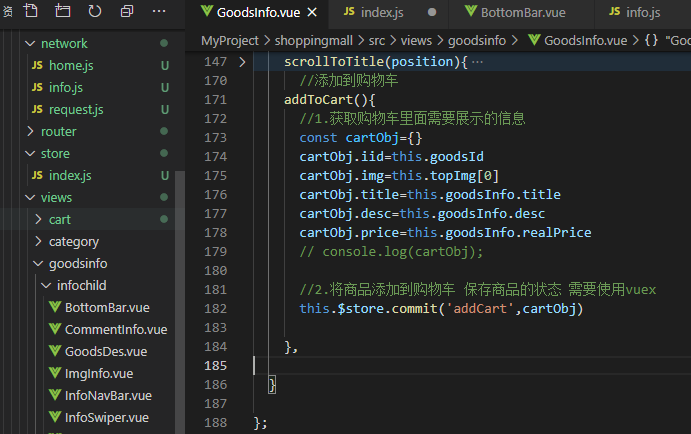 资
GoodsInfo.vue
index.js
BottomBar.vue
info.js
MyProject > shoppingmall > src > views > goodsinfo > GoodsInfo.vue > {} "Goo
network
JS home.js M
JS info.js M
JS request.js M
router
store
JS index.js
views
cart
category
goodsinfo
infochild
BottomBar.vue
CommentInfo.vue
GoodsDes.vue
ImgInfo.vue
InfoNavBar.vue
InfoSwiper.vue
147 scrollToTitle(position){…
170 //添加到购物车
171 addToCart(){
172 //1.获取购物车里面需要展示的信息
173 const cartObj={}
174 cartObj.iid=this.goodsId
175 cartObj.img=this.topImg[0]
176 cartObj.title=this.goodsInfo.title
177 cartObj.desc=this.goodsInfo.desc
178 cartObj.price=this.goodsInfo.realPrice
179 // console.log(cartObj);
180
181 //2.将商品添加到购物车 保存商品的状态 需要使用vuex
182 this.$store.commit('addCart',cartObj)
183
184 },
185
186 }
187
188 };